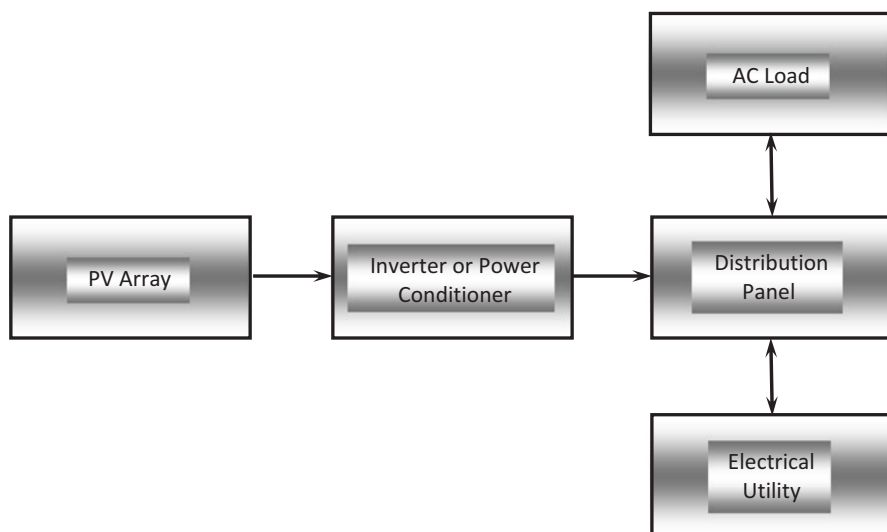 AC Load
PV Array
Inverter or Power
Conditioner
Distribution
Panel
Electrical
Utility